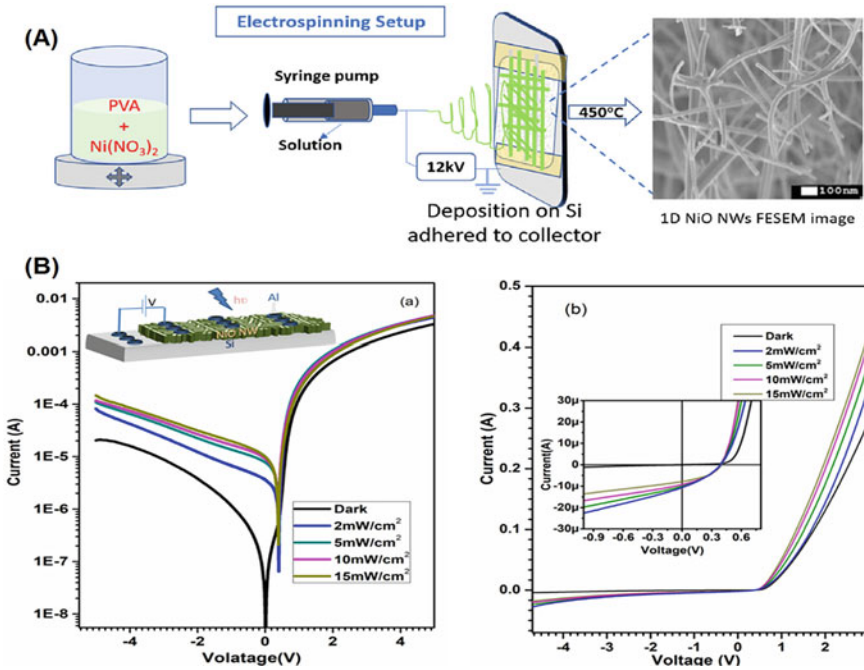 Electrospinning Setup
(A)
PVA
+
Ni(NO3)2
Syringe pump
Solution
12kV
450°C
Deposition on Si
adhered to collector
100nm
1D NiO NWs FESEM image
(B)
(a)
V
hυ
Al
NiO NW
Si
0.01
0.001
1E-4
1E-5
1E-6
1E-7
1E-8
Current (A)
Dark
2mW/cm²
5mW/cm²
10mW/cm²
15mW/cm²
-4 -2 0 2 4
Volatage(V)
(b)
0.5
0.4
0.3
0.2
0.1
0.0
Current (A)
Dark
2mW/cm²
5mW/cm²
10mW/cm²
15mW/cm²
30µ
20µ
10µ
0
-10µ
-20µ
-30µ
Current(A)
-0.9 -0.6 -0.3 0.0 0.3 0.6
Voltage(V)
-4 -3 -2 -1 0 1 2
Voltage (V)